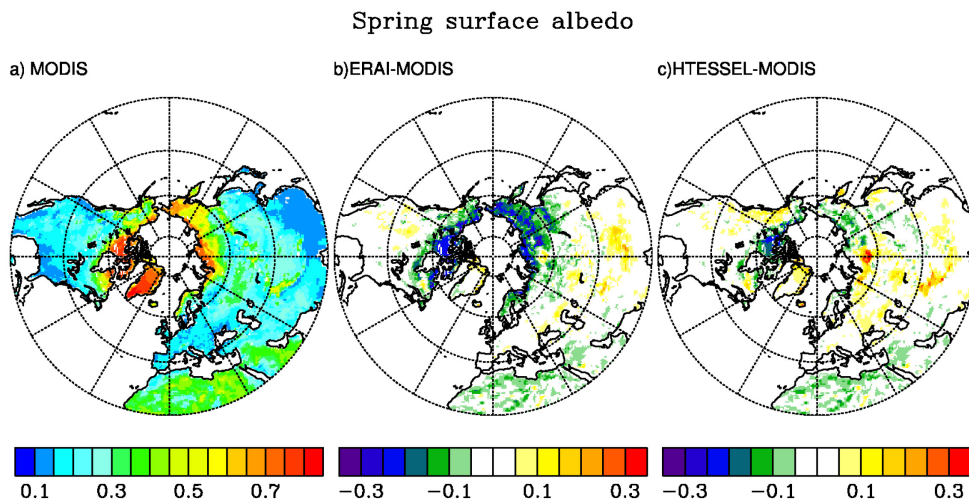 Spring surface albedo
a) MODIS
b)ERAI-MODIS
c)HTESSEL-MODIS
0.1 0.3 0.5 0.7
−0.3 −0.1 0.1 0.3
−0.3 −0.1 0.1 0.3